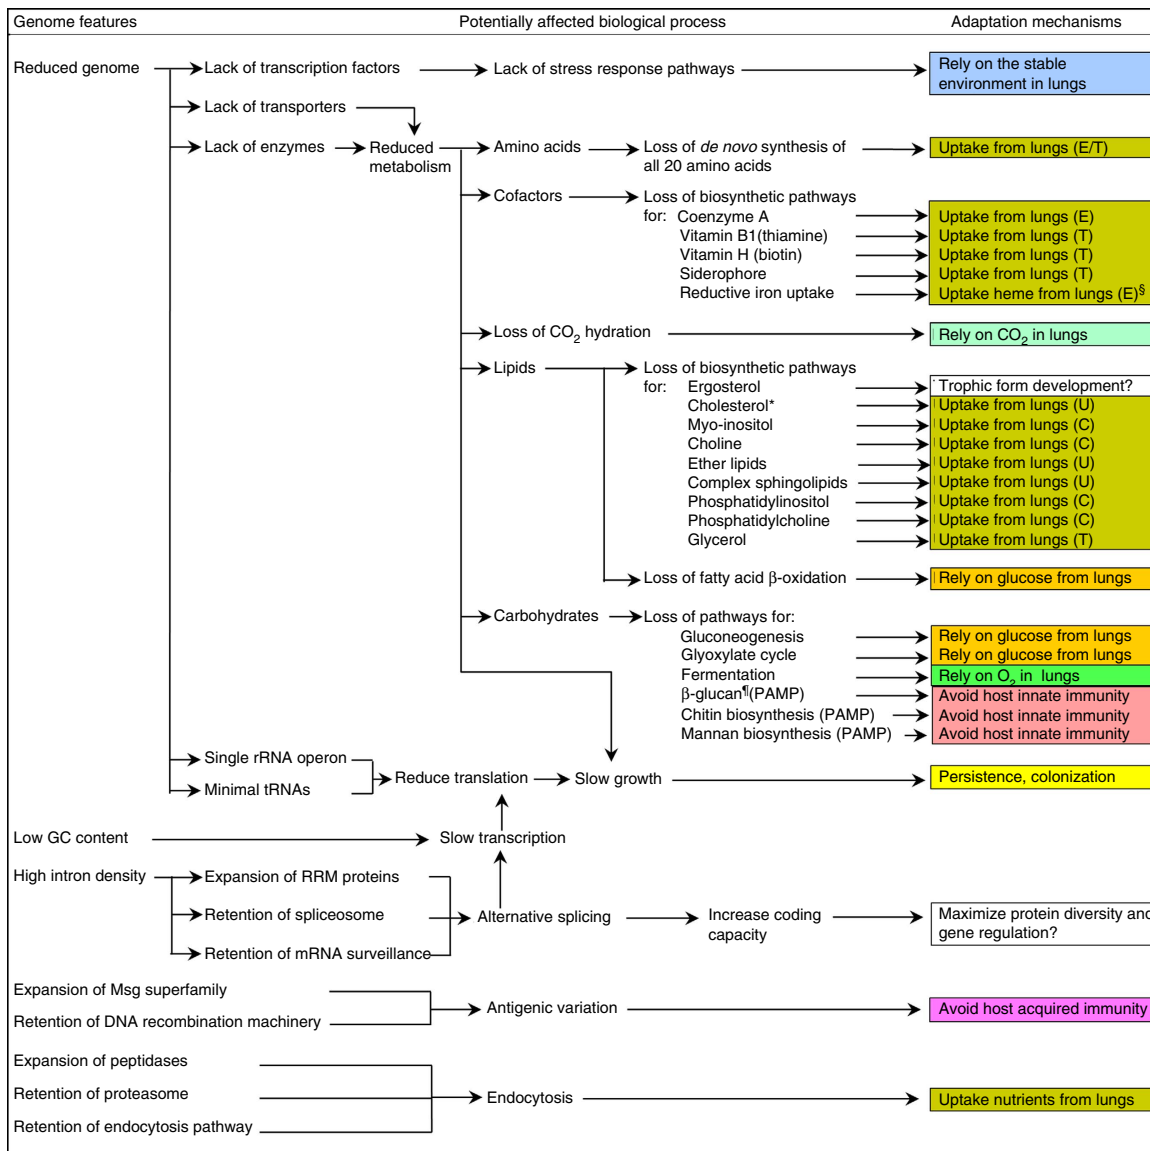 Genome features Potentially affected biological process Adaptation mechanisms
Reduced genome Lack of transcription factors Lack of stress response pathways Rely on the stable
environment in lungs
Lack of transporters
Lack of enzymes Reduced
metabolism Amino acids Loss of de novo synthesis of
all 20 amino acids Uptake from lungs (E/T)
Cofactors Loss of biosynthetic pathways
for: Coenzyme A Uptake from lungs (E)
Vitamin B1(thiamine) Uptake from lungs (T)
Vitamin H (biotin) Uptake from lungs (T)
Siderophore Uptake from lungs (T)
Reductive iron uptake Uptake heme from lungs (E)§
Loss of CO2 hydration Rely on CO2 in lungs
Lipids Loss of biosynthetic pathways
for: Ergosterol Trophic form development?
Cholesterol* Uptake from lungs (U)
Myo-inositol Uptake from lungs (C)
Choline Uptake from lungs (C)
Ether lipids Uptake from lungs (U)
Complex sphingolipids Uptake from lungs (U)
Phosphatidylinositol Uptake from lungs (C)
Phosphatidylcholine Uptake from lungs (C)
Glycerol Uptake from lungs (T)
Loss of fatty acid β-oxidation Rely on glucose from lungs
Carbohydrates Loss of pathways for:
Gluconeogenesis Rely on glucose from lungs
Glyoxylate cycle Rely on glucose from lungs
Fermentation Rely on O2 in lungs
β-glucan¶(PAMP) Avoid host innate immunity
Chitin biosynthesis (PAMP) Avoid host innate immunity
Mannan biosynthesis (PAMP) Avoid host innate immunity
Single rRNA operon
Reduce translation Slow growth Persistence, colonization
Minimal tRNAs
Low GC content Slow transcription
High intron density Expansion of RRM proteins
Retention of spliceosome Alternative splicing Increase coding
capacity Maximize protein diversity and
gene regulation?
Retention of mRNA surveillance
Expansion of Msg superfamily
Antigenic variation Avoid host acquired immunity
Retention of DNA recombination machinery
Expansion of peptidases
Retention of proteasome Endocytosis Uptake nutrients from lungs
Retention of endocytosis pathway